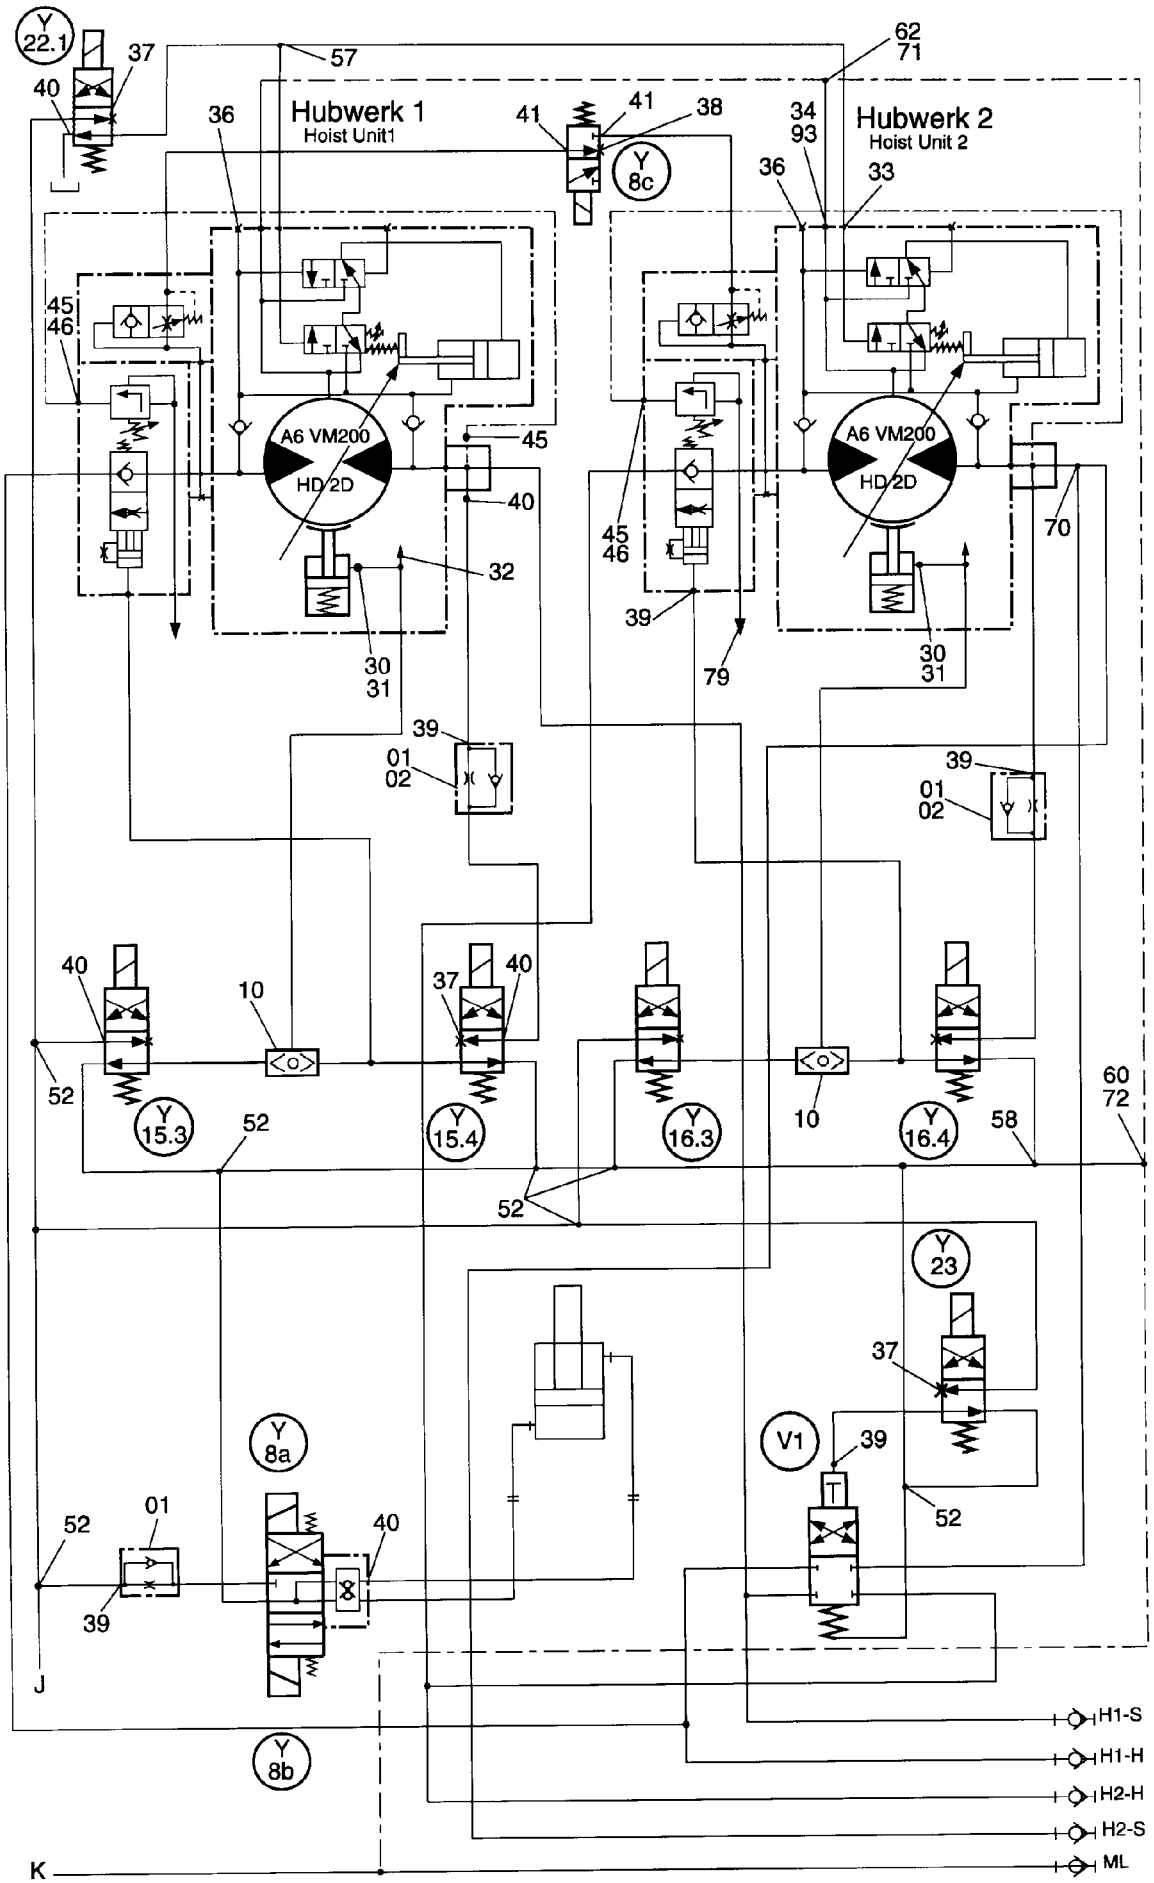 Y
22.1
37
40
57
62
71
Hubwerk 1
Hoist Unit1
36
41
41
38
Y
8c
34
93
Hubwerk 2
Hoist Unit 2
36
33
45
46
A6 VM200
HD 2D
45
40
32
30
31
A6 VM200
HD 2D
45
46
39
79
70
30
31
39
01
02
39
01
02
40
10
37
40
52
Y
15.3
52
Y
15.4
Y
16.3
10
Y
16.4
58
60
72
52
Y
23
37
Y
8a
V1
39
52
01
52
40
39
J
Y
8b
H1-S
H1-H
H2-H
H2-S
K
ML